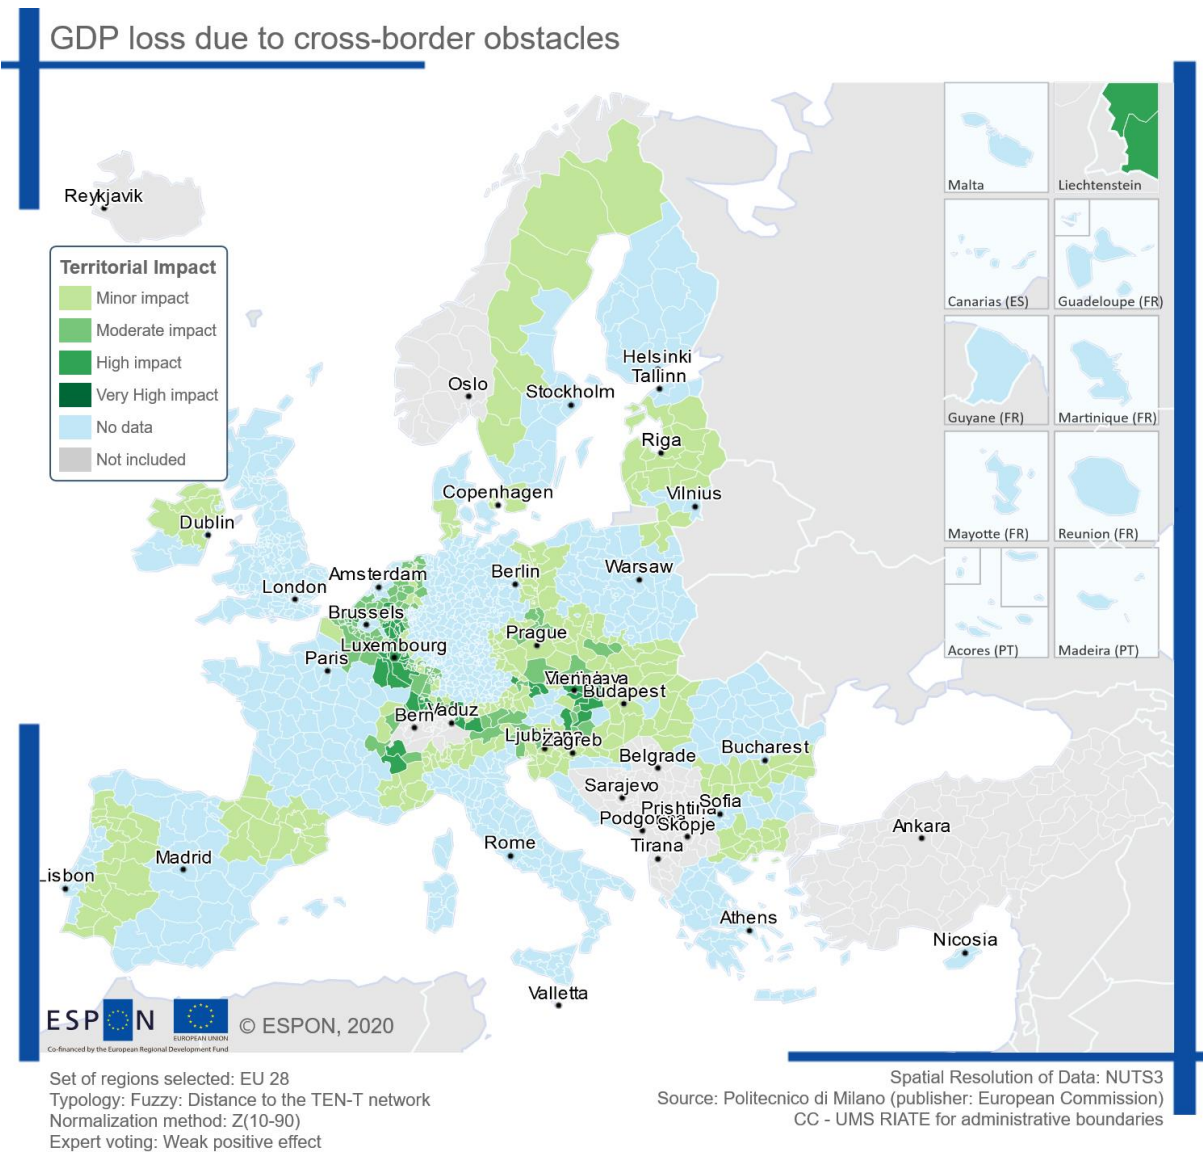 GDP loss due to cross-border obstacles
Reykjavik
Territorial Impact
Minor impact
Moderate impact
High impact
Very High impact
No data
Not included
Malta
Liechtenstein
Canarias (ES)
Guadeloupe (FR)
Guyane (FR)
Martinique (FR)
Mayotte (FR)
Reunion (FR)
Acores (PT)
Madeira (PT)
Helsinki
Tallinn
Oslo
Stockholm
Riga
Copenhagen
Vilnius
Dublin
Amsterdam
Berlin
Warsaw
London
Brussels
Prague
Luxembourg
Paris
Vienna
Budapest
Vaduz
Bern
Zagreb
Belgrade
Bucharest
Sarajevo
Prishtina
Sofia
Skopje
Tirana
Ankara
Rome
Madrid
Lisbon
Athens
Nicosia
Valletta
ESPON
EUROPEAN UNION
Co-financed by the European Regional Development Fund
© ESPON, 2020
Set of regions selected: EU 28
Typology: Fuzzy: Distance to the TEN-T network
Normalization method: Z(10-90)
Expert voting: Weak positive effect
Spatial Resolution of Data: NUTS3
Source: Politecnico di Milano (publisher: European Commission)
CC - UMS RIATE for administrative boundaries